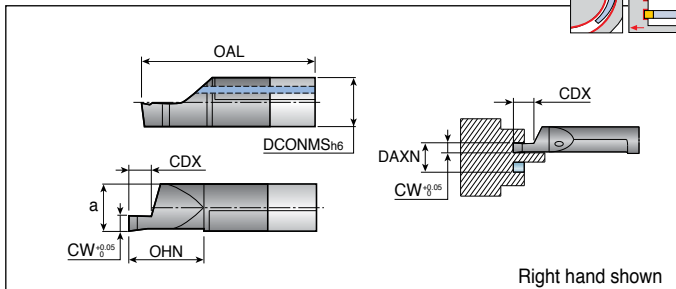 OAL
DCONMSh6
CDX
a
CW+0.05 0
OHN
CDX
DAXN
CW+0.05 0
Right hand shown